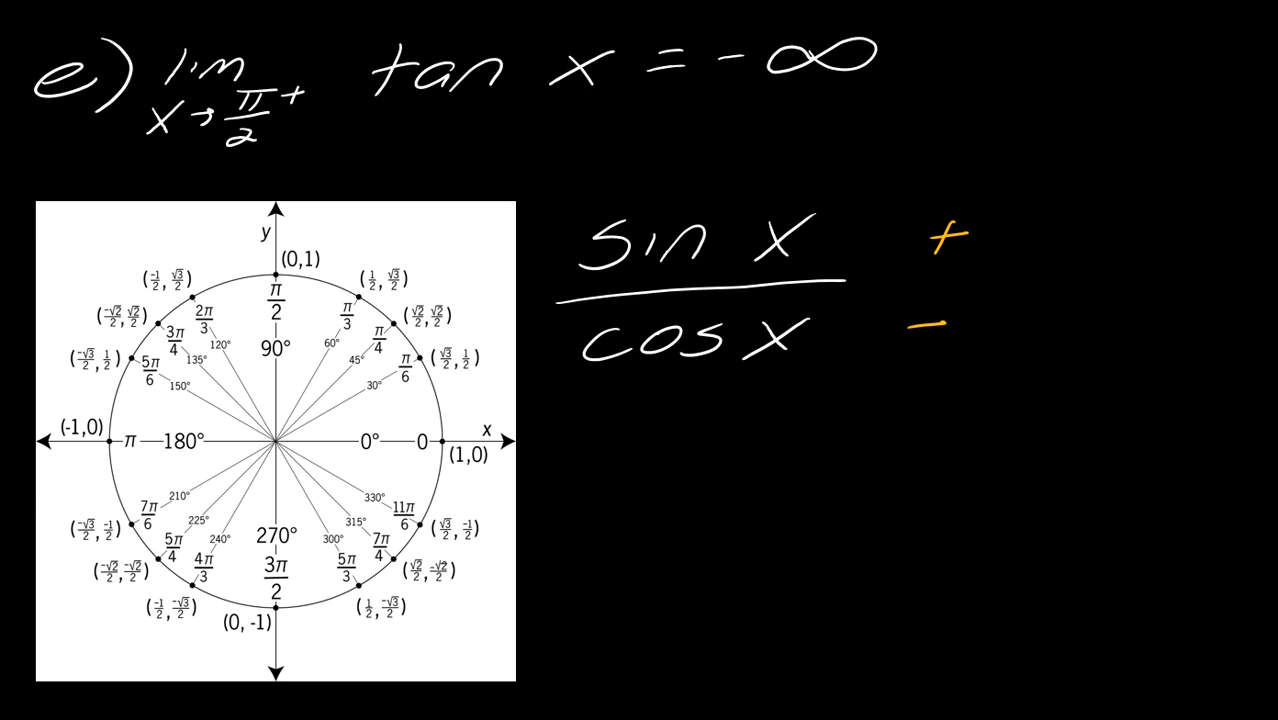 e) lim x→π/2+ tan x = -∞
sin x +
cos x −
y
(0,1)
(-1/2, √3/2) (1/2, √3/2)
π/2
(-√2/2, √2/2) 2π/3 π/3 (√2/2, √2/2)
3π/4 120° 90° 60° π/4
(-√3/2, 1/2) 5π/6 135° 45° π/6 (√3/2, 1/2)
150° 30°
(-1,0) π 180° 0° 0 x
(1,0)
210° 330°
(-√3/2, -1/2) 7π/6 225° 315° 11π/6 (√3/2, -1/2)
5π/4 240° 270° 300° 7π/4
(-√2/2, -√2/2) 4π/3 3π/2 5π/3 (√2/2, -√2/2)
(-1/2, -√3/2) (0, -1) (1/2, -√3/2)